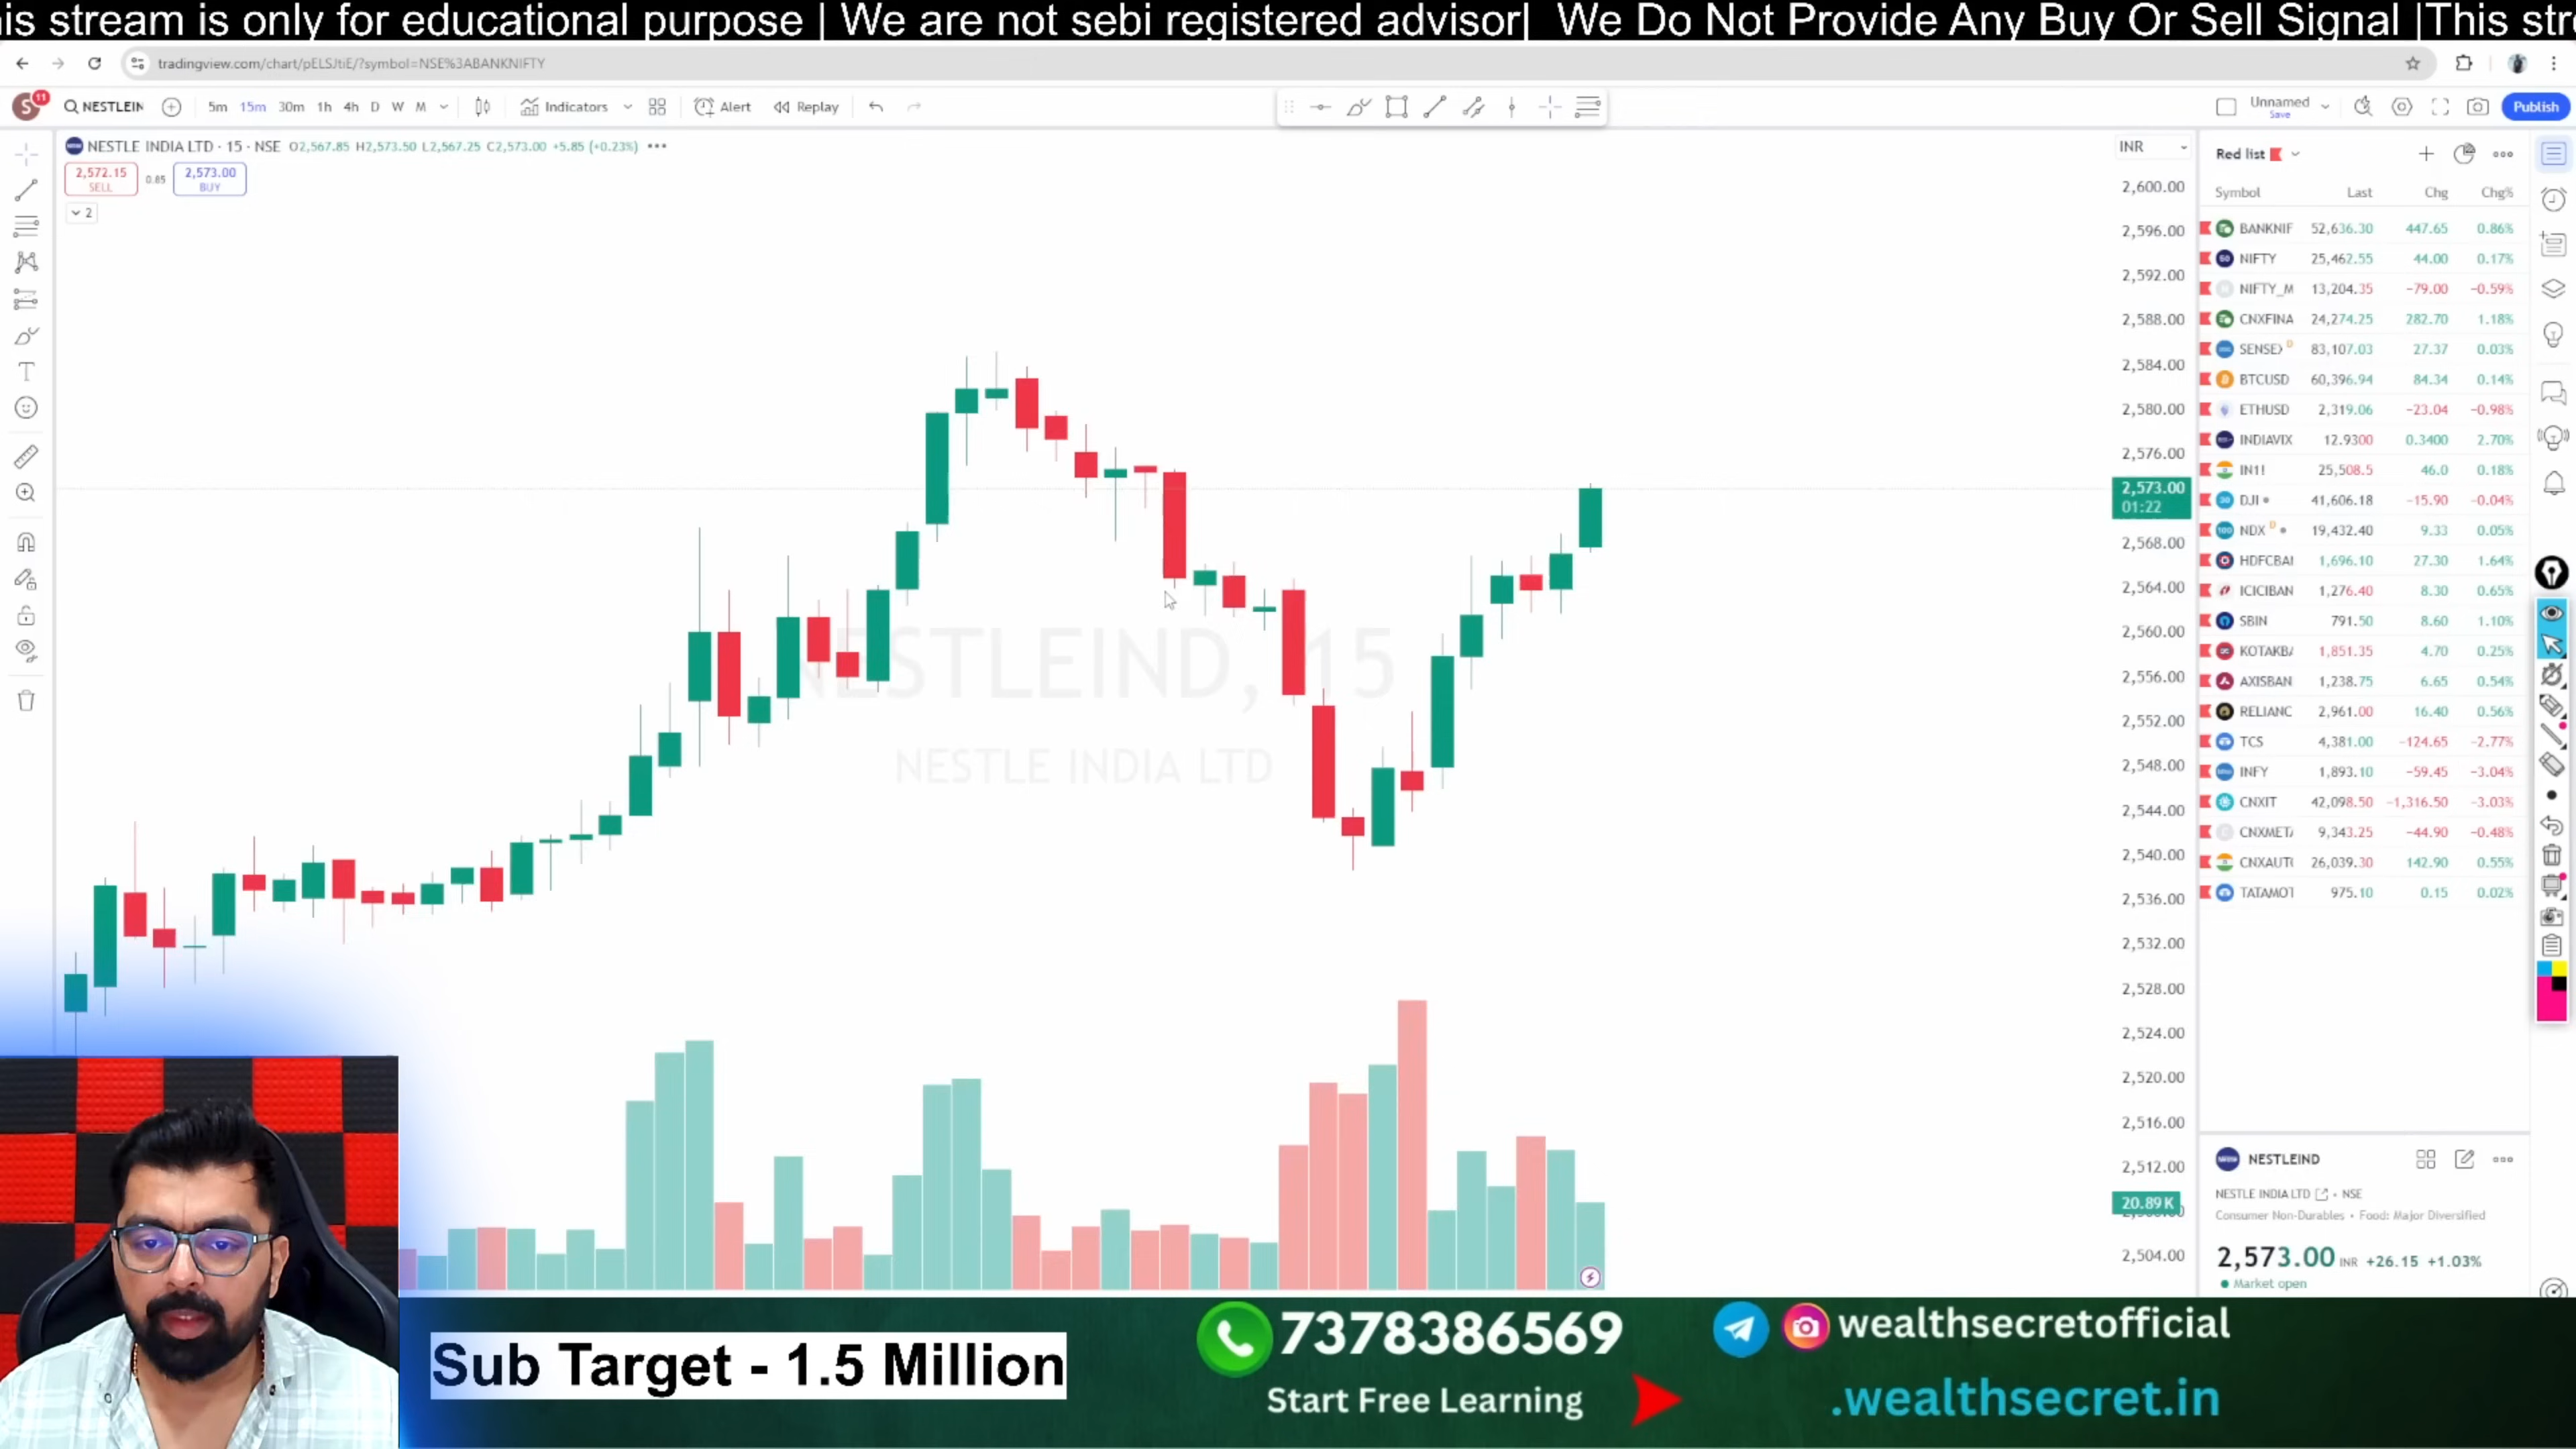 is stream is only for educational purpose | We are not sebi registered advisor| We Do Not Provide Any Buy Or Sell Signal |This stre
tradingview.com/chart/pELSJtiE/?symbol=NSE%3ABANKNIFTY
S 11 NESTLEIN 5m 15m 30m 1h 4h D W M Indicators Alert Replay Unnamed Save Publish
NESTLE INDIA LTD · 15 · NSE O2,567.85 H2,573.50 L2,567.25 C2,573.00 +5.85 (+0.23%)
2,572.15 SELL 0.85 2,573.00 BUY
2
INR
2,600.00
2,596.00
2,592.00
2,588.00
2,584.00
2,580.00
2,576.00
2,573.00
01:22
2,568.00
2,564.00
2,560.00
2,556.00
2,552.00
2,548.00
2,544.00
2,540.00
2,536.00
2,532.00
2,528.00
2,524.00
2,520.00
2,516.00
2,512.00
20.89 K
2,504.00
NESTLEIND, 15
NESTLE INDIA LTD
Red list
Symbol Last Chg Chg%
BANKNIF 52,636.30 447.65 0.86%
NIFTY 25,462.55 44.00 0.17%
NIFTY_M 13,204.35 −79.00 −0.59%
CNXFINA 24,274.25 282.70 1.18%
SENSEX D 83,107.03 27.37 0.03%
BTCUSD 60,396.94 84.34 0.14%
ETHUSD 2,319.06 −23.04 −0.98%
INDIAVIX 12.9300 0.3400 2.70%
IN1! 25,508.5 46.0 0.18%
DJI 41,606.18 −15.90 −0.04%
NDX D 19,432.40 9.33 0.05%
HDFCBAI 1,696.10 27.30 1.64%
ICICIBAN 1,276.40 8.30 0.65%
SBIN 791.50 8.60 1.10%
KOTAKB 1,851.35 4.70 0.25%
AXISBAN 1,238.75 6.65 0.54%
RELIANC 2,961.00 16.40 0.56%
TCS 4,381.00 −124.65 −2.77%
INFY 1,893.10 −59.45 −3.04%
CNXIT 42,098.50 −1,316.50 −3.03%
CNXMET 9,343.25 −44.90 −0.48%
CNXAUT 26,039.30 142.90 0.55%
TATAMOT 975.10 0.15 0.02%
NESTLEIND
NESTLE INDIA LTD • NSE
Consumer Non-Durables • Food: Major Diversified
2,573.00 INR +26.15 +1.03%
Market open
Sub Target - 1.5 Million
7378386569
Start Free Learning
wealthsecretofficial
.wealthsecret.in